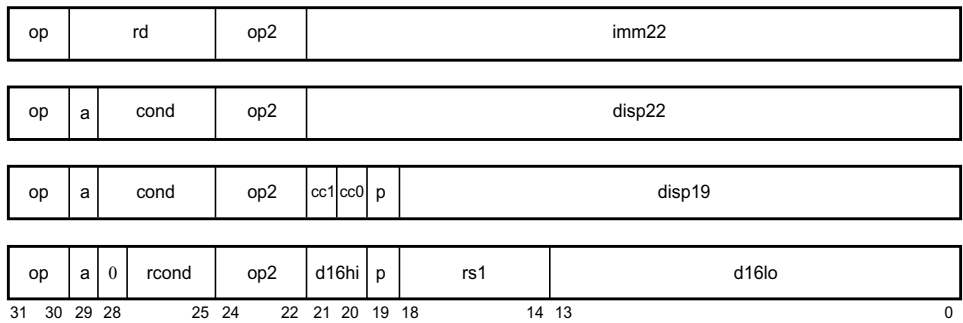 op rd op2 imm22
op a cond op2 disp22
op a cond op2 cc1 cc0 p disp19
op a 0 rcond op2 d16hi p rs1 d16lo
31 30 29 28 25 24 22 21 20 19 18 14 13 0